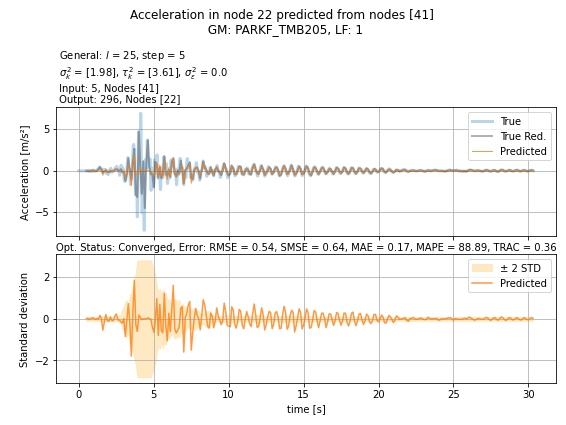 Acceleration in node 22 predicted from nodes [41]
GM: PARKF_TMB205, LF: 1
General: l = 25, step = 5
σ²ₖ = [1.98], τ²ₖ = [3.61], σ²ε = 0.0
Input: 5, Nodes [41]
Output: 296, Nodes [22]
True
True Red.
Predicted
5
0
−5
Acceleration [m/s²]
Opt. Status: Converged, Error: RMSE = 0.54, SMSE = 0.64, MAE = 0.17, MAPE = 88.89, TRAC = 0.36
± 2 STD
Predicted
2
0
−2
Standard deviation
0 5 10 15 20 25 30
time [s]